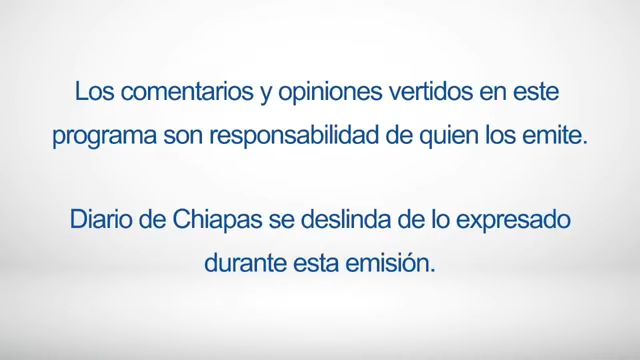 Los comentarios y opiniones vertidos en este
programa son responsabilidad de quien los emite.
Diario de Chiapas se deslinda de lo expresado
durante esta emisión.